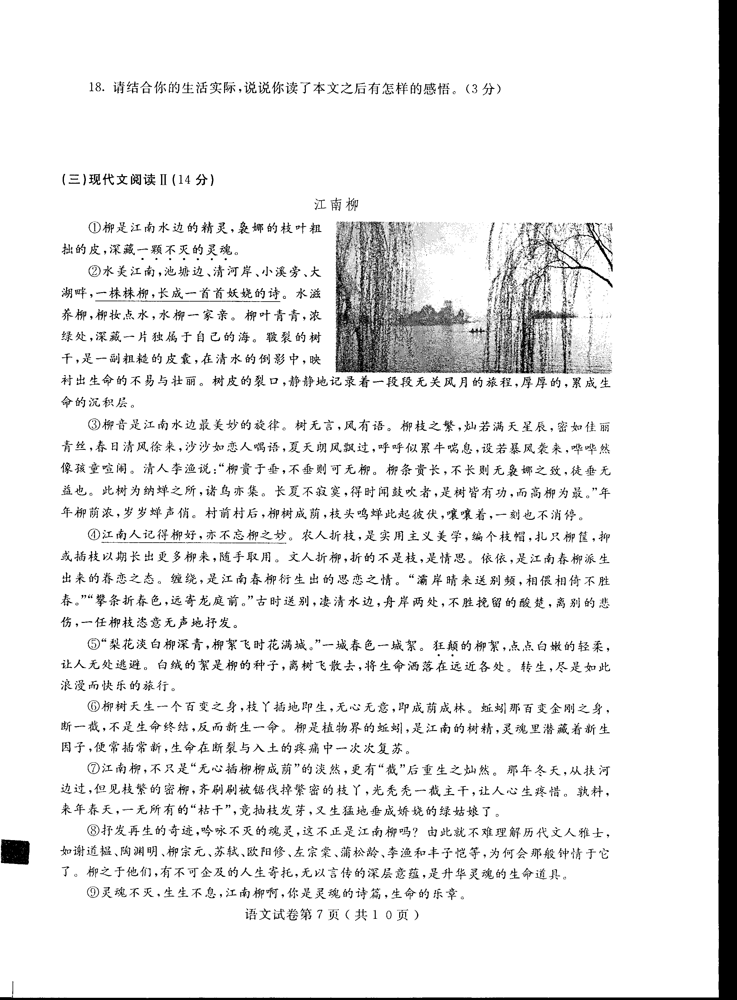 18. 请结合你的生活实际,说说你读了本文之后有怎样的感悟。(3分)
(三)现代文阅读Ⅱ(14 分)
江南柳
①柳是江南水边的精灵,袅娜的枝叶粗
拙的皮,深藏一颗不灭的灵魂。
②水美江南,池塘边、清河岸、小溪旁、大
湖畔,一株株柳,长成一首首妖娆的诗。水滋
养柳,柳妆点水,水柳一家亲。柳叶青青,浓
绿处,深藏一片独属于自己的海。皲裂的树
干,是一副粗糙的皮囊,在清水的倒影中,映
衬出生命的不易与壮丽。树皮的裂口,静静地记录着一段段无关风月的旅程,厚厚的,累成生
命的沉积层。
③柳音是江南水边最美妙的旋律。树无言,风有语。柳枝之繁,灿若满天星辰,密如佳丽
青丝,春日清风徐来,沙沙如恋人喁语,夏天朗风飘过,呼呼似累牛喘息,设若暴风袭来,哗哗然
像孩童喧闹。清人李渔说:“柳贵于垂,不垂则可无柳。柳条贵长,不长则无袅娜之致,徒垂无
益也。此树为纳蝉之所,诸鸟亦集。长夏不寂寞,得时闻鼓吹者,是树皆有功,而高柳为最。”年
年柳荫浓,岁岁蝉声俏。村前村后,柳树成荫,枝头鸣蝉此起彼伏,嚷嚷着,一刻也不消停。
④江南人记得柳好,亦不忘柳之妙。农人折枝,是实用主义美学,编个枝帽,扎只柳筐,抑
或插枝以期长出更多柳来,随手取用。文人折柳,折的不是枝,是情思。依依,是江南春柳派生
出来的眷恋之态。缠绕,是江南春柳衍生出的思恋之情。“灞岸晴来送别频,相偎相倚不胜
春。”“攀条折春色,远寄龙庭前。”古时送别,凄清水边,舟岸两处,不胜挽留的酸楚,离别的悲
伤,一任柳枝恣意无声地抒发。
⑤“梨花淡白柳深青,柳絮飞时花满城。”一城春色一城絮。狂颠的柳絮,点点白嫩的轻柔,
让人无处逃避。白绒的絮是柳的种子,离树飞散去,将生命洒落在远近各处。转生,尽是如此
浪漫而快乐的旅行。
⑥柳树天生一个百变之身,枝丫插地即生,无心无意,即成荫成林。蚯蚓那百变金刚之身,
断一截,不是生命终结,反而新生一命。柳是植物界的蚯蚓,是江南的树精,灵魂里潜藏着新生
因子,便常插常新,生命在断裂与入土的疼痛中一次次复苏。
⑦江南柳,不只是“无心插柳柳成荫”的淡然,更有“截”后重生之灿然。那年冬天,从扶河
边过,但见枝繁的密柳,齐刷刷被锯伐掉繁密的枝丫,光秃秃一截主干,让人心生疼惜。孰料,
来年春天,一无所有的“枯干”,竟抽枝发芽,又生猛地垂成娇娆的绿姑娘了。
⑧抒发再生的奇迹,吟咏不灭的魂灵,这不正是江南柳吗?由此就不难理解历代文人雅士,
如谢道韫、陶渊明、柳宗元、苏轼、欧阳修、左宗棠、蒲松龄、李渔和丰子恺等,为何会那般钟情于它
了。柳之于他们,有不可企及的人生寄托,无以言传的深层意蕴,是升华灵魂的生命道具。
⑨灵魂不灭,生生不息,江南柳啊,你是灵魂的诗篇,生命的乐章。
语文试卷第7页(共10页)